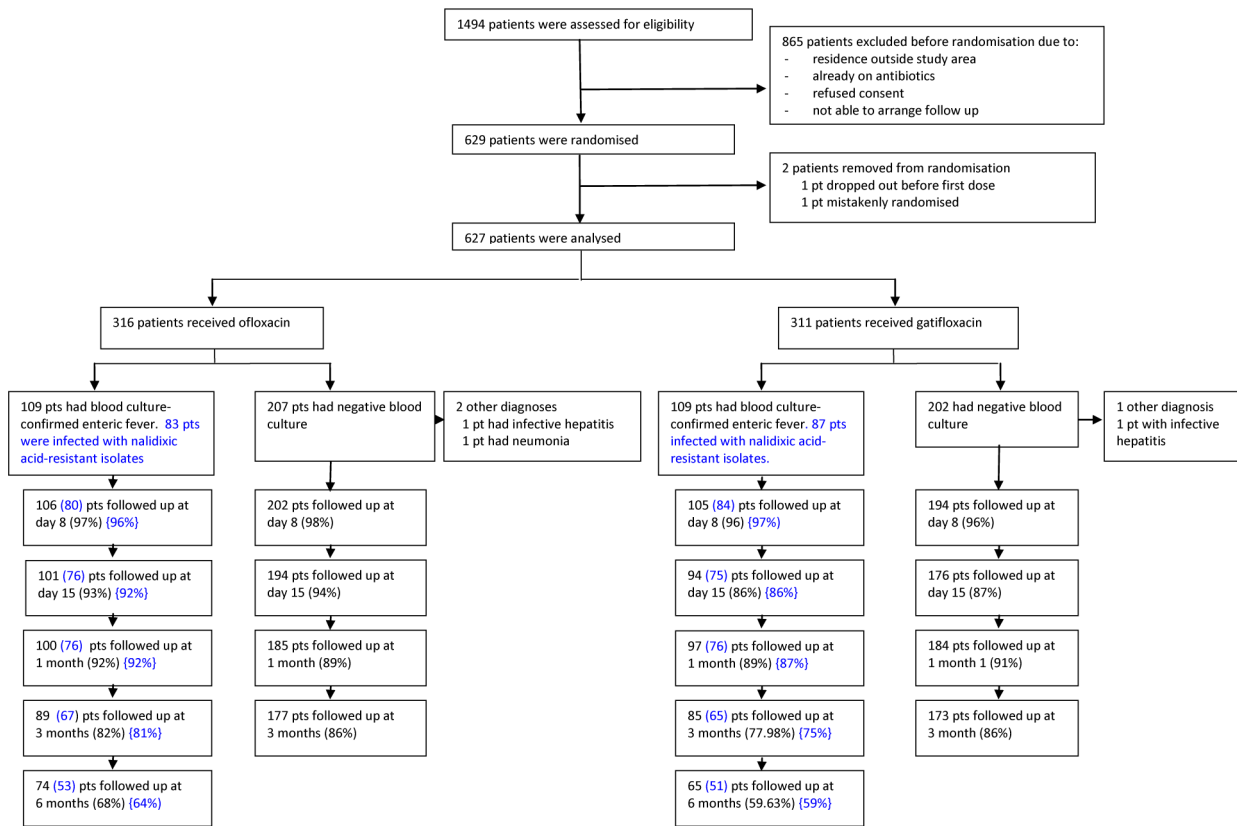 1494 patients were assessed for eligibility
865 patients excluded before randomisation due to:
- residence outside study area
- already on antibiotics
- refused consent
- not able to arrange follow up
629 patients were randomised
2 patients removed from randomisation
1 pt dropped out before first dose
1 pt mistakenly randomised
627 patients were analysed
316 patients received ofloxacin
311 patients received gatifloxacin
109 pts had blood culture-
confirmed enteric fever. 83 pts
were infected with nalidixic
acid-resistant isolates
207 pts had negative blood
culture
2 other diagnoses
1 pt had infective hepatitis
1 pt had neumonia
109 pts had blood culture-
confirmed enteric fever. 87 pts
infected with nalidixic acid-
resistant isolates.
202 had negative blood
culture
1 other diagnosis
1 pt with infective
hepatitis
106 (80) pts followed up at
day 8 (97%) {96%}
202 pts followed up at
day 8 (98%)
105 (84) pts followed up at
day 8 (96) {97%)
194 pts followed up at
day 8 (96%)
101 (76) pts followed up at
day 15 (93%) {92%}
194 pts followed up at
day 15 (94%)
94 (75) pts followed up at
day 15 (86%) {86%}
176 pts followed up at
day 15 (87%)
100 (76) pts followed up at
1 month (92%) {92%}
185 pts followed up at
1 month (89%)
97 (76) pts followed up at
1 month (89%) {87%}
184 pts followed up at
1 month 1 (91%)
89 (67) pts followed up at
3 months (82%) {81%}
177 pts followed up at
3 months (86%)
85 (65) pts followed up at
3 months (77.98%) {75%}
173 pts followed up at
3 month (86%)
74 (53) pts followed up at
6 months (68%) {64%)
65 (51) pts followed up at
6 months (59.63%) {59%}